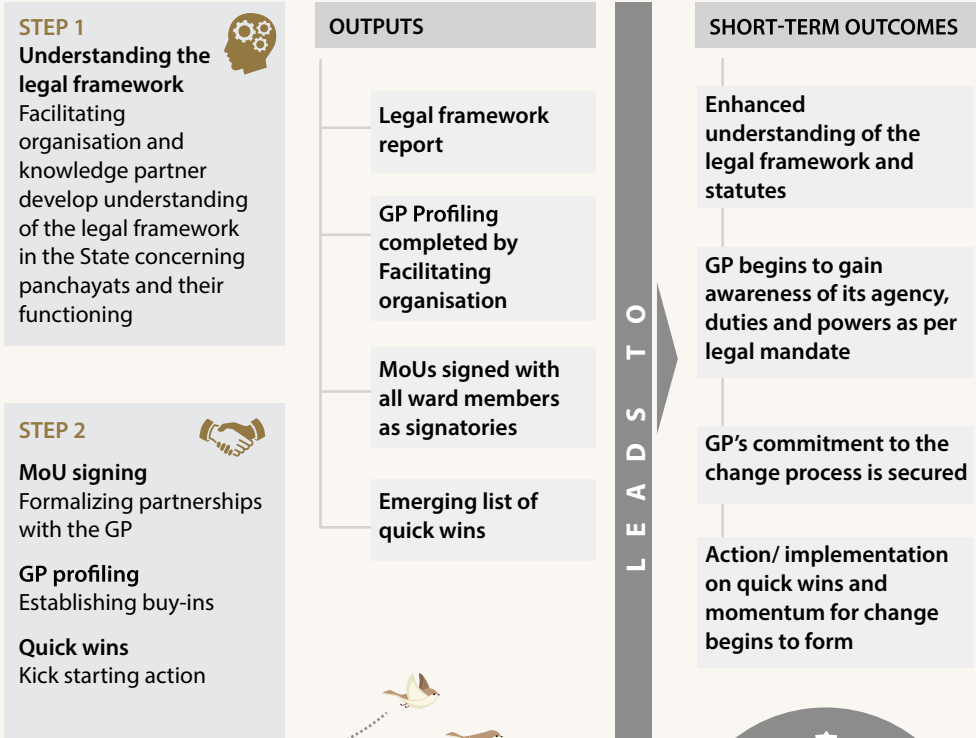 STEP 1
Understanding the
legal framework
Facilitating
organisation and
knowledge partner
develop understanding
of the legal framework
in the State concerning
panchayats and their
functioning
STEP 2
MoU signing
Formalizing partnerships
with the GP
GP profiling
Establishing buy-ins
Quick wins
Kick starting action
OUTPUTS
Legal framework
report
GP Profiling
completed by
Facilitating
organisation
MoUs signed with
all ward members
as signatories
Emerging list of
quick wins
LEADS TO
SHORT-TERM OUTCOMES
Enhanced
understanding of the
legal framework and
statutes
GP begins to gain
awareness of its agency,
duties and powers as per
legal mandate
GP’s commitment to the
change process is secured
Action/ implementation
on quick wins and
momentum for change
begins to form